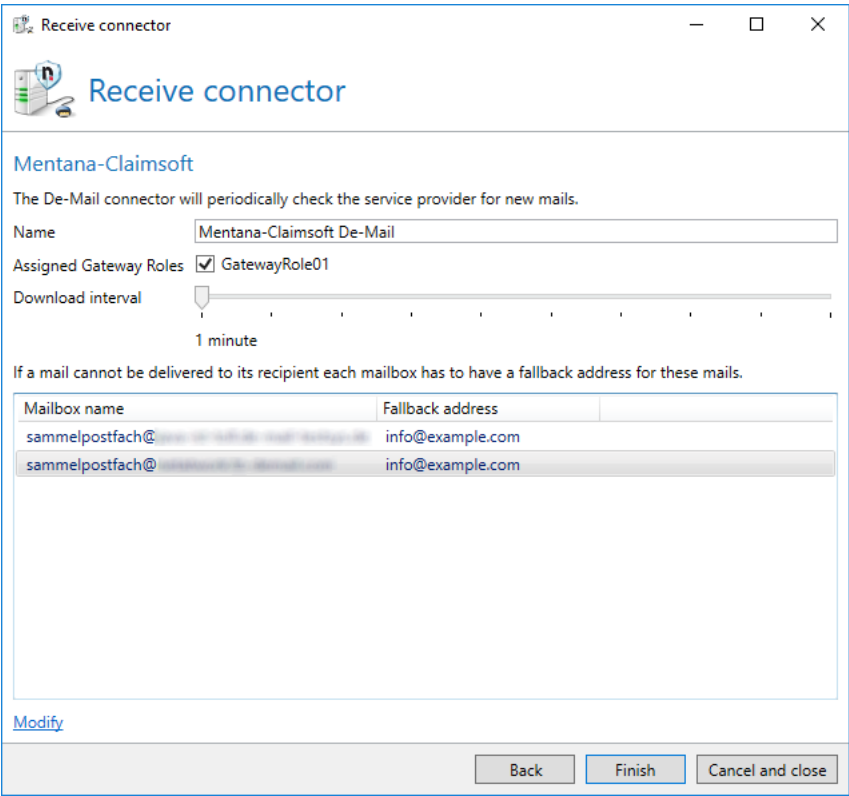 Receive connector
Receive connector
Mentana-Claimsoft
The De-Mail connector will periodically check the service provider for new mails.
Name Mentana-Claimsoft De-Mail
Assigned Gateway Roles GatewayRole01
Download interval
1 minute
If a mail cannot be delivered to its recipient each mailbox has to have a fallback address for these mails.
Mailbox name Fallback address
sammelpostfach@ info@example.com
sammelpostfach@ info@example.com
Modify
Back Finish Cancel and close